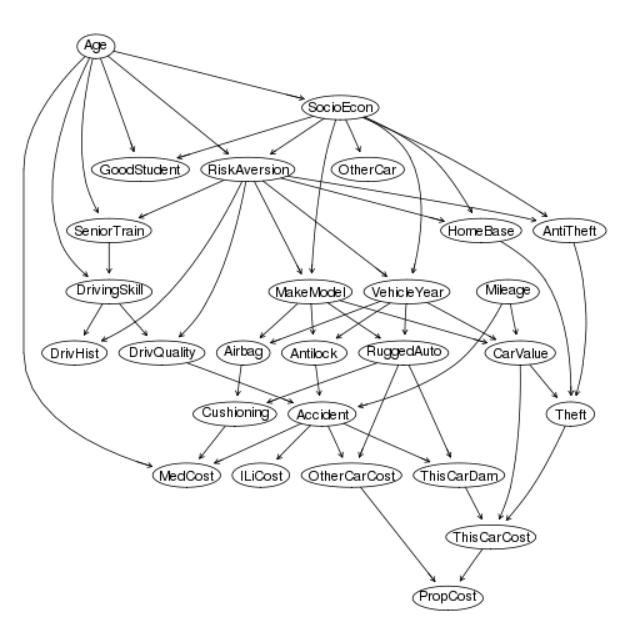 Age
SocioEcon
GoodStudent RiskAversion OtherCar
SeniorTrain HomeBase AntiTheft
DrivingSkill MakeModel VehicleYear Mileage
DrivHist DrivQuality Airbag Antilock RuggedAuto CarValue
Cushioning Accident Theft
MedCost ILiCost OtherCarCost ThisCarDam
ThisCarCost
PropCost